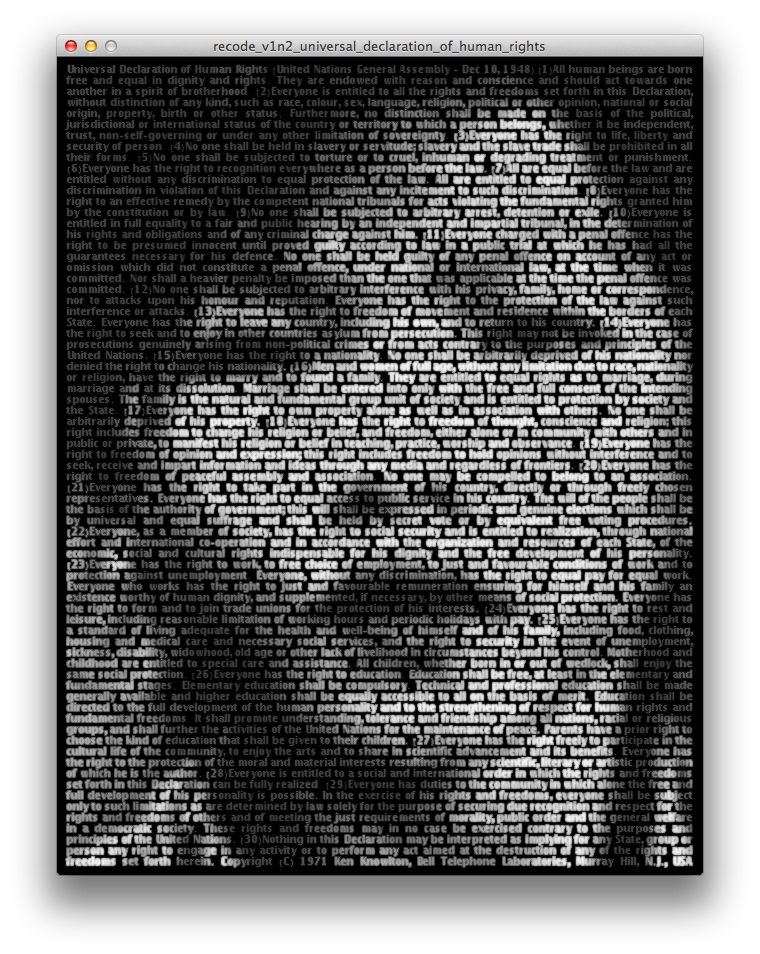 recode_v1n2_universal_declaration_of_human_rights
Universal Declaration of Human Rights (United Nations General Assembly - Dec 10, 1948) (1)All human beings are born
free and equal in dignity and rights. They are endowed with reason and conscience and should act towards one
another in a spirit of brotherhood. (2)Everyone is entitled to all the rights and freedoms set forth in this Declaration,
without distinction of any kind, such as race, colour, sex, language, religion, political or other opinion, national or social
origin, property, birth or other status. Furthermore, no distinction shall be made on the basis of the political,
jurisdictional or international status of the country or territory to which a person belongs, whether it be independent,
trust, non-self-governing or under any other limitation of sovereignty. (3)Everyone has the right to life, liberty and
security of person. (4)No one shall be held in slavery or servitude; slavery and the slave trade shall be prohibited in all
their forms. (5)No one shall be subjected to torture or to cruel, inhuman or degrading treatment or punishment.
(6)Everyone has the right to recognition everywhere as a person before the law. (7)All are equal before the law and are
entitled without any discrimination to equal protection of the law. All are entitled to equal protection against any
discrimination in violation of this Declaration and against any incitement to such discrimination. (8)Everyone has the
right to an effective remedy by the competent national tribunals for acts violating the fundamental rights granted him
by the constitution or by law. (9)No one shall be subjected to arbitrary arrest, detention or exile. (10)Everyone is
entitled in full equality to a fair and public hearing by an independent and impartial tribunal, in the determination of
his rights and obligations and of any criminal charge against him. (11)Everyone charged with a penal offence has the
right to be presumed innocent until proved guilty according to law in a public trial at which he has had all the
guarantees necessary for his defence. No one shall be held guilty of any penal offence on account of any act or
omission which did not constitute a penal offence, under national or international law, at the time when it was
committed. Nor shall a heavier penalty be imposed than the one that was applicable at the time the penal offence was
committed. (12)No one shall be subjected to arbitrary interference with his privacy, family, home or correspondence,
nor to attacks upon his honour and reputation. Everyone has the right to the protection of the law against such
interference or attacks. (13)Everyone has the right to freedom of movement and residence within the borders of each
State. Everyone has the right to leave any country, including his own, and to return to his country. (14)Everyone has
the right to seek and to enjoy in other countries asylum from persecution. This right may not be invoked in the case of
prosecutions genuinely arising from non-political crimes or from acts contrary to the purposes and principles of the
United Nations. (15)Everyone has the right to a nationality. No one shall be arbitrarily deprived of his nationality nor
denied the right to change his nationality. (16)Men and women of full age, without any limitation due to race, nationality
or religion, have the right to marry and to found a family. They are entitled to equal rights as to marriage, during
marriage and at its dissolution. Marriage shall be entered into only with the free and full consent of the intending
spouses. The family is the natural and fundamental group unit of society and is entitled to protection by society and
the State. (17)Everyone has the right to own property alone as well as in association with others. No one shall be
arbitrarily deprived of his property. (18)Everyone has the right to freedom of thought, conscience and religion; this
right includes freedom to change his religion or belief, and freedom, either alone or in community with others and in
public or private, to manifest his religion or belief in teaching, practice, worship and observance. (19)Everyone has the
right to freedom of opinion and expression; this right includes freedom to hold opinions without interference and to
seek, receive and impart information and ideas through any media and regardless of frontiers. (20)Everyone has the
right to freedom of peaceful assembly and association. No one may be compelled to belong to an association.
(21)Everyone has the right to take part in the government of his country, directly or through freely chosen
representatives. Everyone has the right to equal access to public service in his country. The will of the people shall be
the basis of the authority of government; this will shall be expressed in periodic and genuine elections which shall be
by universal and equal suffrage and shall be held by secret vote or by equivalent free voting procedures.
(22)Everyone, as a member of society, has the right to social security and is entitled to realization, through national
effort and international co-operation and in accordance with the organization and resources of each State, of the
economic, social and cultural rights indispensable for his dignity and the free development of his personality.
(23)Everyone has the right to work, to free choice of employment, to just and favourable conditions of work and to
protection against unemployment. Everyone, without any discrimination, has the right to equal pay for equal work.
Everyone who works has the right to just and favourable remuneration ensuring for himself and his family an
existence worthy of human dignity, and supplemented, if necessary, by other means of social protection. Everyone has
the right to form and to join trade unions for the protection of his interests. (24)Everyone has the right to rest and
leisure, including reasonable limitation of working hours and periodic holidays with pay. (25)Everyone has the right to
a standard of living adequate for the health and well-being of himself and of his family, including food, clothing,
housing and medical care and necessary social services, and the right to security in the event of unemployment,
sickness, disability, widowhood, old age or other lack of livelihood in circumstances beyond his control. Motherhood and
childhood are entitled to special care and assistance. All children, whether born in or out of wedlock, shall enjoy the
same social protection. (26)Everyone has the right to education. Education shall be free, at least in the elementary and
fundamental stages. Elementary education shall be compulsory. Technical and professional education shall be made
generally available and higher education shall be equally accessible to all on the basis of merit. Education shall be
directed to the full development of the human personality and to the strengthening of respect for human rights and
fundamental freedoms. It shall promote understanding, tolerance and friendship among all nations, racial or religious
groups, and shall further the activities of the United Nations for the maintenance of peace. Parents have a prior right to
choose the kind of education that shall be given to their children. (27)Everyone has the right freely to participate in the
cultural life of the community, to enjoy the arts and to share in scientific advancement and its benefits. Everyone has
the right to the protection of the moral and material interests resulting from any scientific, literary or artistic production
of which he is the author. (28)Everyone is entitled to a social and international order in which the rights and freedoms
set forth in this Declaration can be fully realized. (29)Everyone has duties to the community in which alone the free and
full development of his personality is possible. In the exercise of his rights and freedoms, everyone shall be subject
only to such limitations as are determined by law solely for the purpose of securing due recognition and respect for the
rights and freedoms of others and of meeting the just requirements of morality, public order and the general welfare
in a democratic society. These rights and freedoms may in no case be exercised contrary to the purposes and
principles of the United Nations. (30)Nothing in this Declaration may be interpreted as implying for any State, group or
person any right to engage in any activity or to perform any act aimed at the destruction of any of the rights and
freedoms set forth herein. Copyright (C) 1971 Ken Knowlton, Bell Telephone Laboratories, Murray Hill, N.J., USA